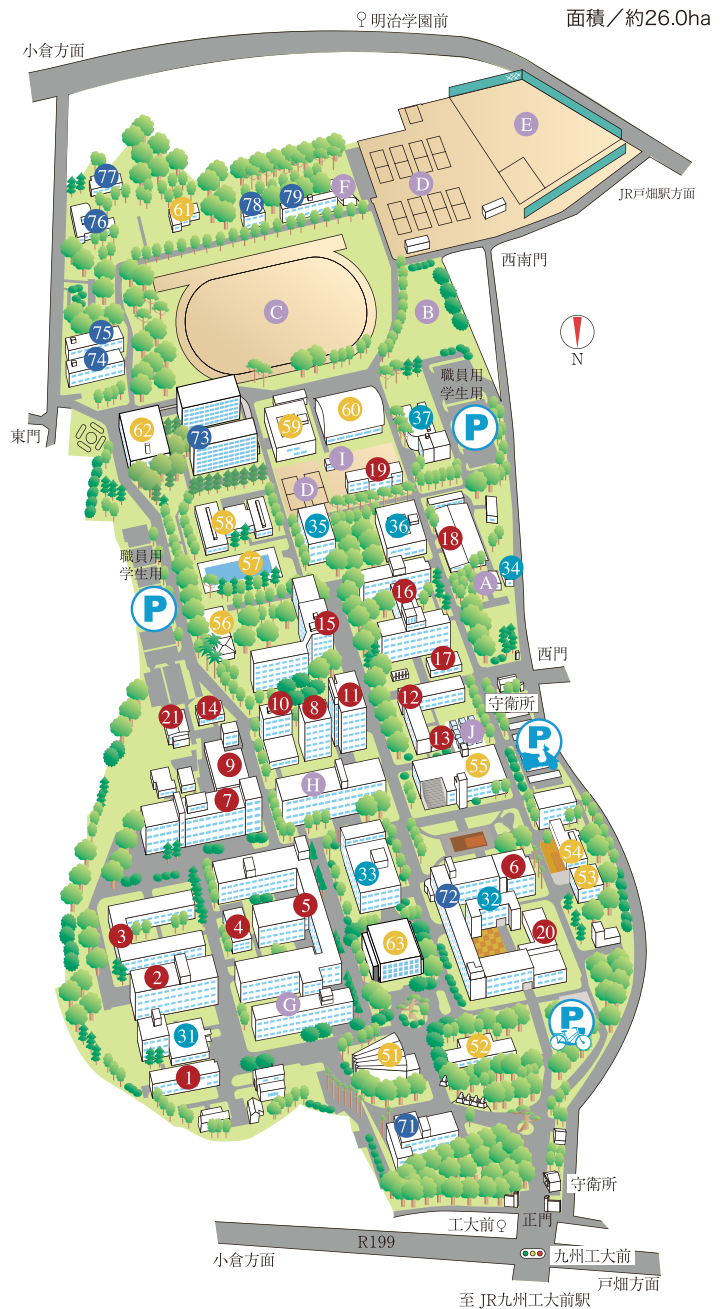 面積／約26.0ha
明治学園前
小倉方面
E
JR戸畑駅方面
77
79
78
F
D
61
76
西南門
C
B
N
75
74
職員用
学生用
P
37
60
59
62
73
東門
I
19
D
35
36
58
18
57
職員用
学生用
P
34
A
16
56
15
西門
17
守衛所
11
12
10
8
14
21
13
J
P
9
55
H
7
54
6
33
53
72
32
5
4
20
3
63
2
G
P
31
51
52
1
71
守衛所
工大前
正門
R199
九州工大前
小倉方面
戸畑方面
至 JR九州工大前駅